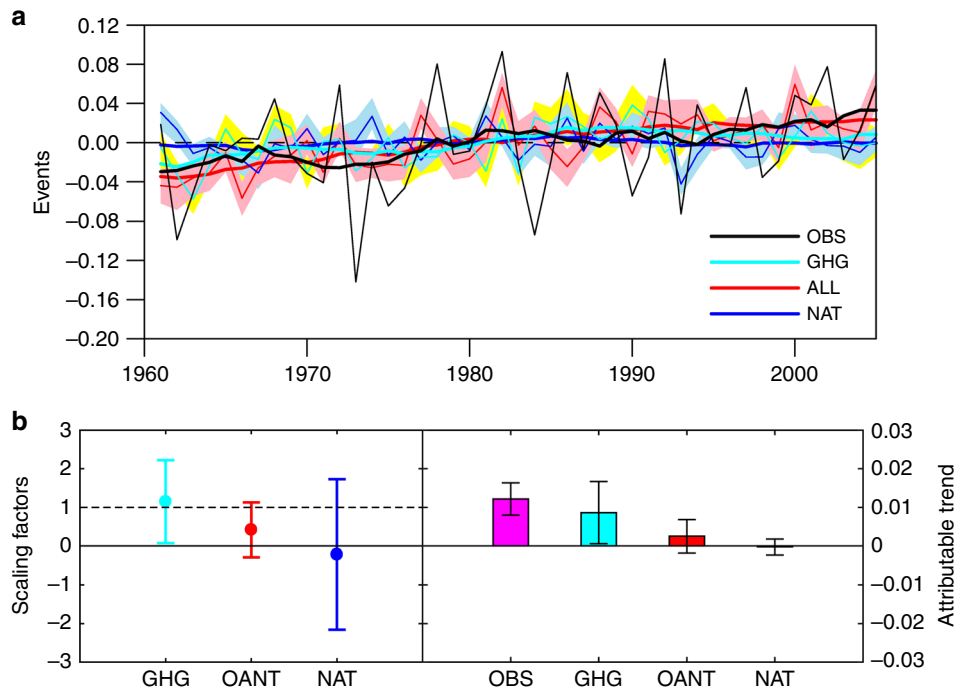 a
0.12
0.08
0.04
0.00
−0.04
−0.08
−0.12
−0.16
−0.20
Events
OBS
GHG
ALL
NAT
1960 1970 1980 1990 2000
b
3
2
1
0
−1
−2
−3
Scaling factors
0.03
0.02
0.01
0
−0.01
−0.02
−0.03
Attributable trend
GHG OANT NAT OBS GHG OANT NAT